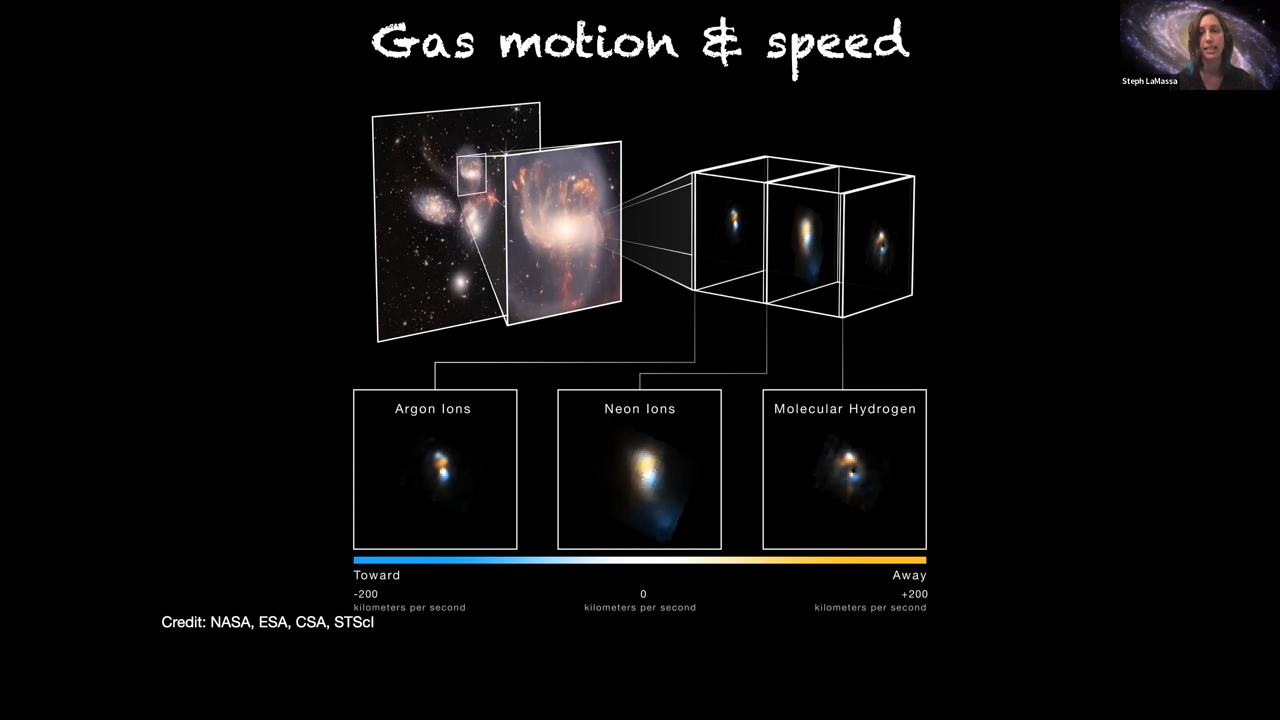 Gas motion & speed
Steph LaMassa
Argon Ions
Neon Ions
Molecular Hydrogen
Toward
Away
-200
0
+200
kilometers per second
kilometers per second
kilometers per second
Credit: NASA, ESA, CSA, STScI